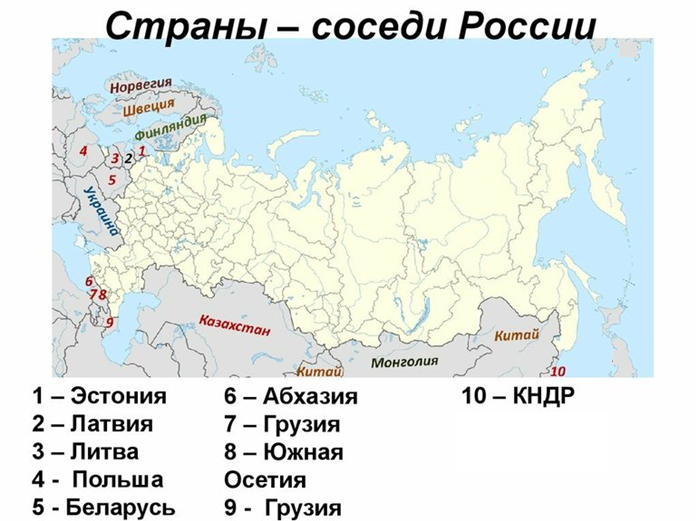 Страны – соседи России
Норвегия
Швеция
Финляндия
4
3
2
1
5
Украина
6
7
8
9
Казахстан
Китай
Монголия
Китай
10
1 – Эстония
2 – Латвия
3 – Литва
4 - Польша
5 - Беларусь
6 – Абхазия
7 – Грузия
8 – Южная
Осетия
9 - Грузия
10 – КНДР